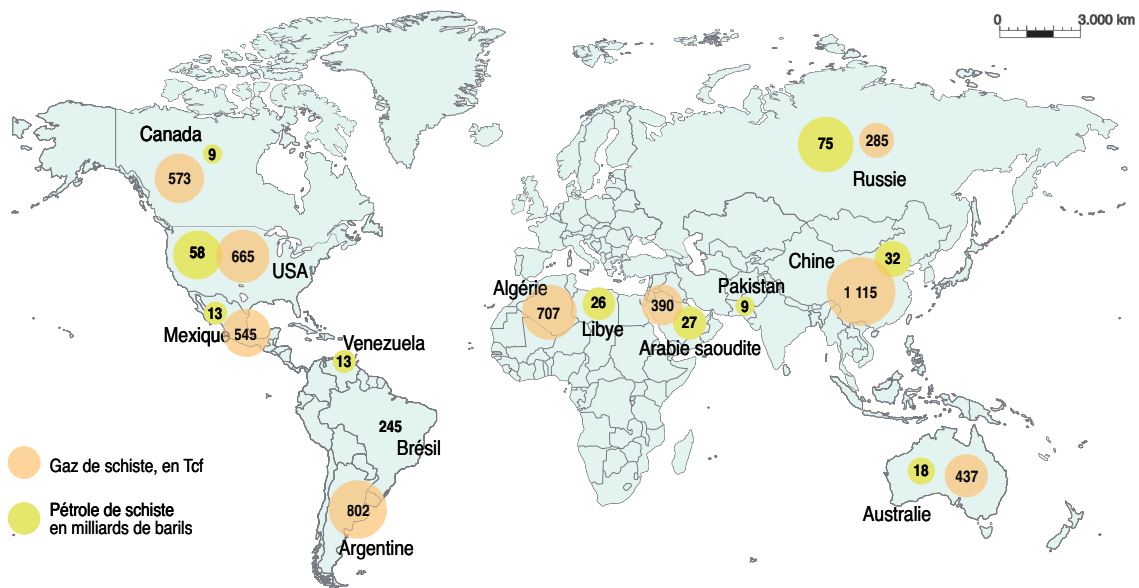 0 3.000 km
Canada
9
573
75
285
Russie
58
665
USA
Chine
32
1 115
Algérie
707
26
Libye
390
27
Arabie saoudite
Pakistan
9
13
Mexique
545
Venezuela
13
245
Brésil
802
Argentine
18
437
Australie
Gaz de schiste, en Tcf
Pétrole de schiste
en milliards de barils